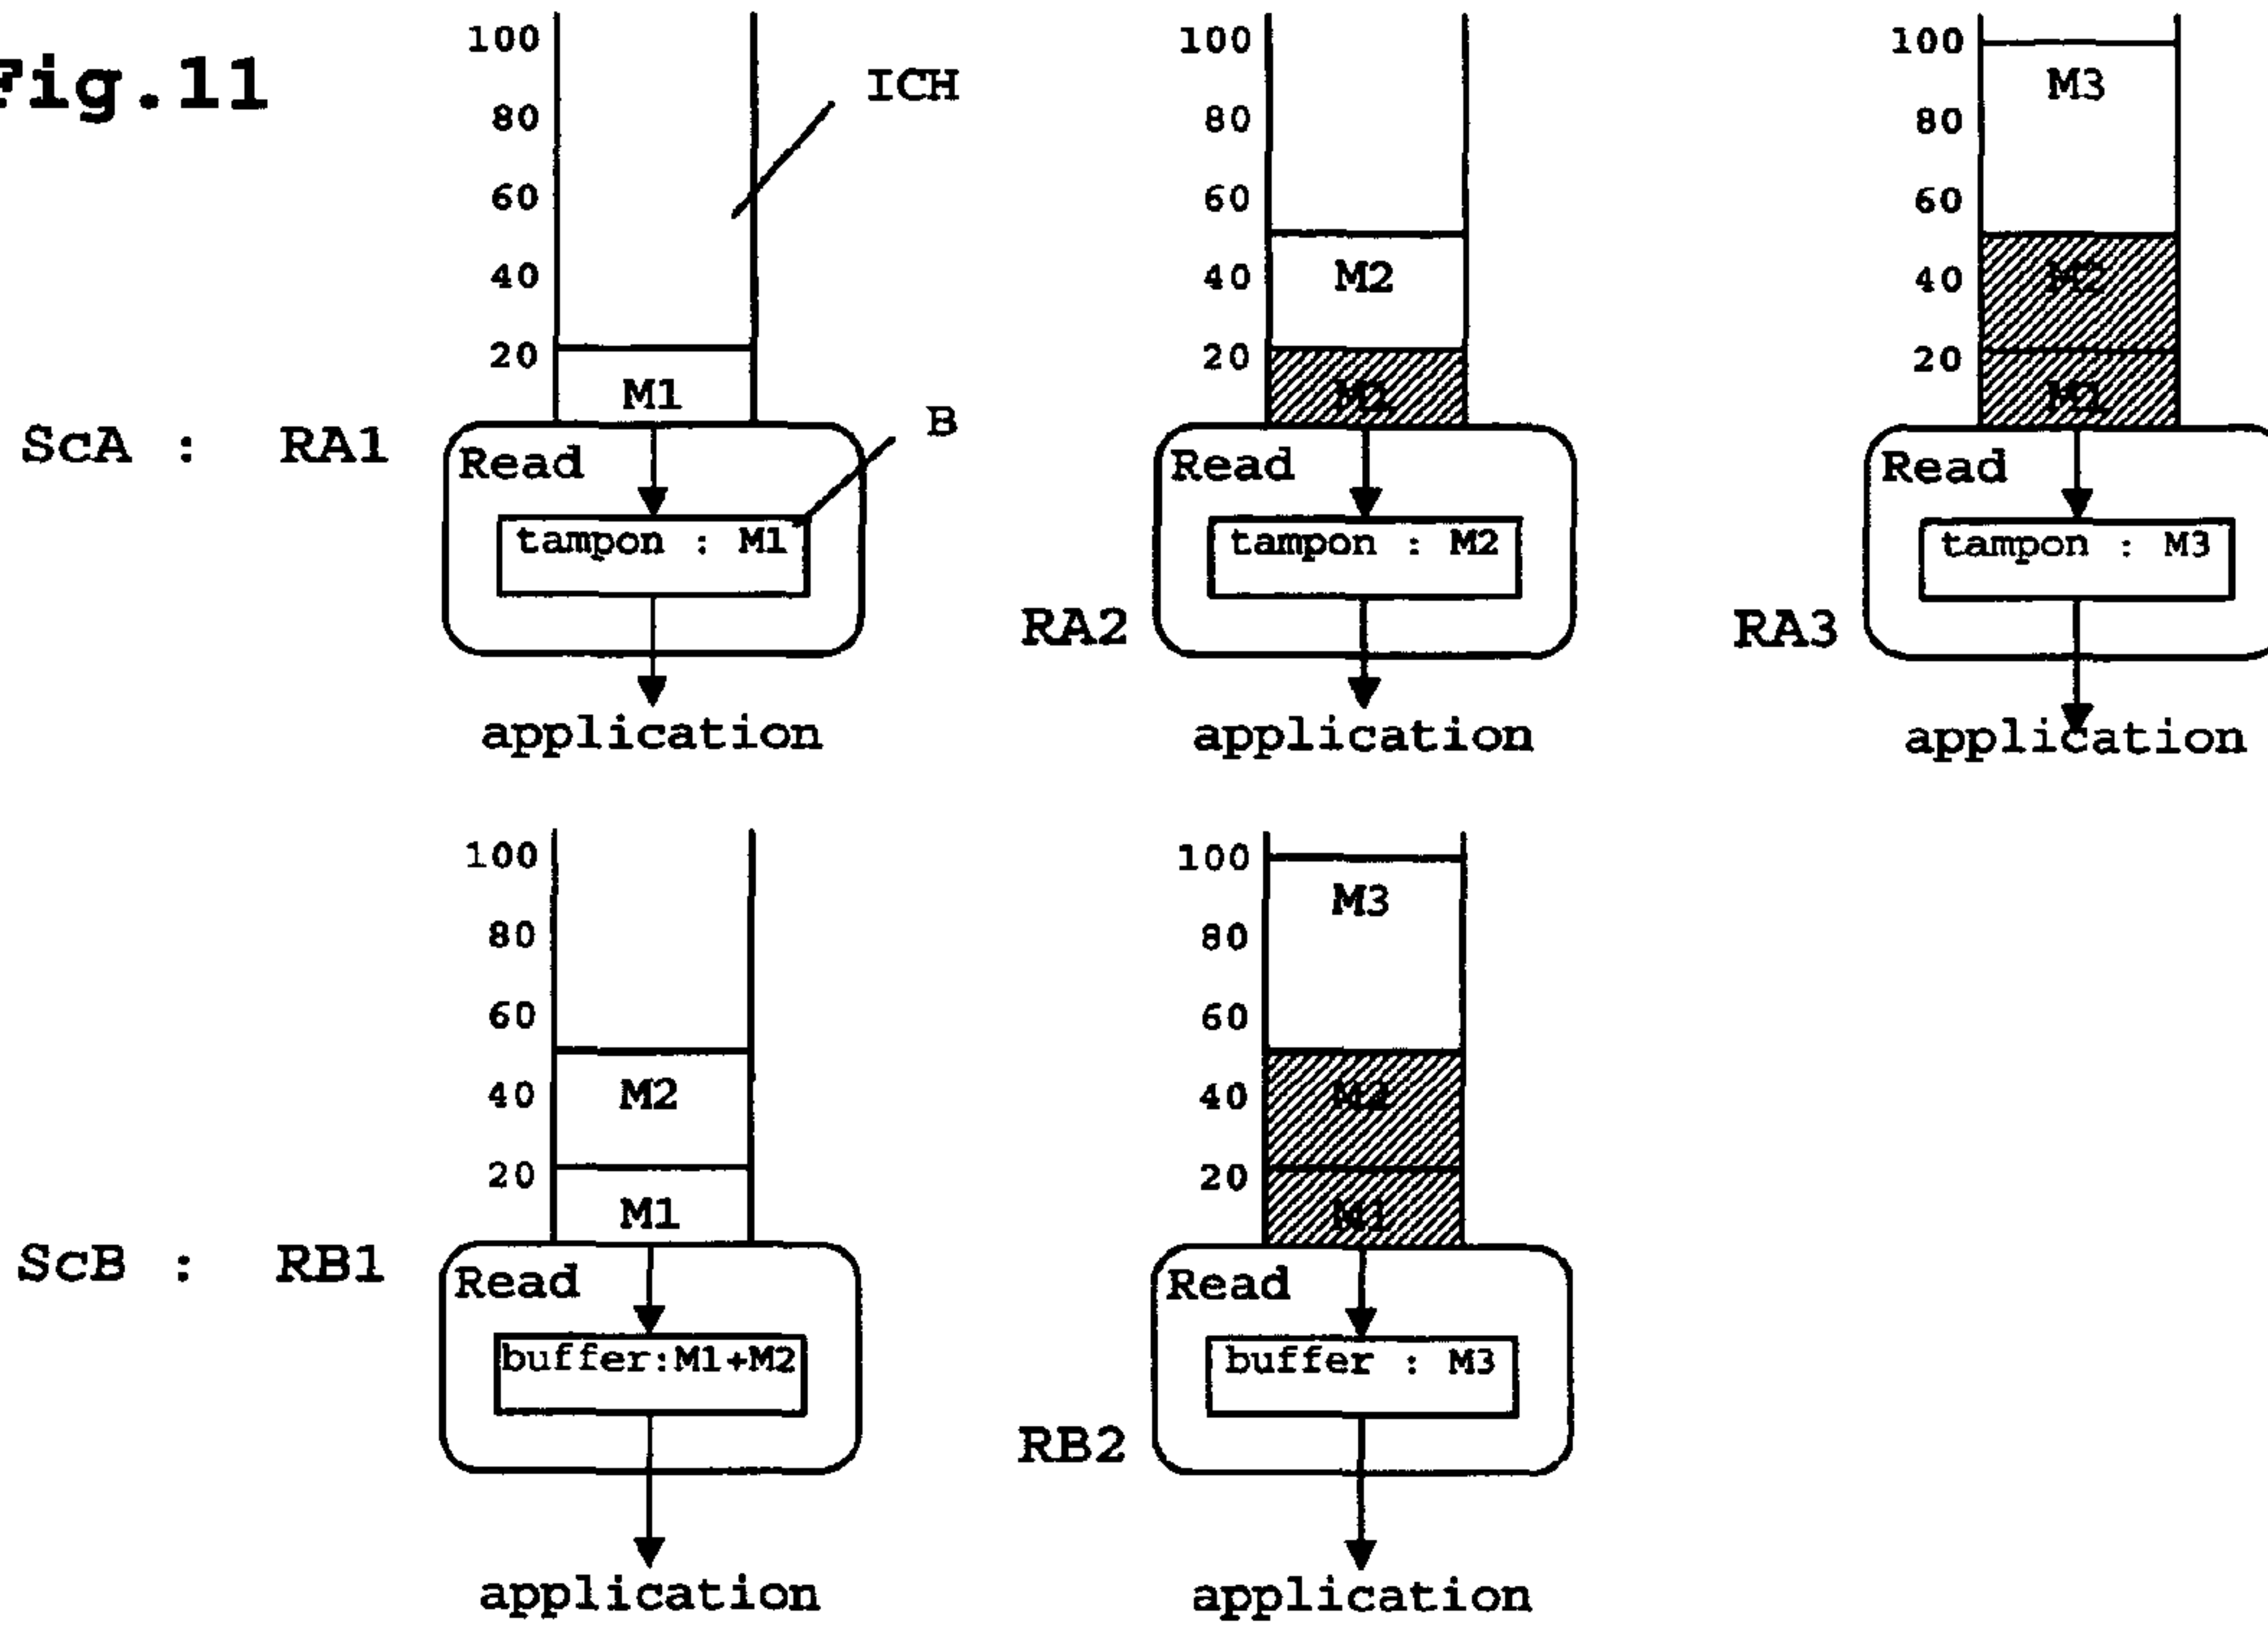 Fig.11
100 80 60 40 20
ICH
M1
B
ScA : RA1
Read
tampon : M1
application
100 80 60 40 20
M2
RA2
Read
tampon : M2
application
100 80 60 40 20
M3
M2
M1
RA3
Read
tampon : M3
application
100 80 60 40 20
M2
M1
ScB : RB1
Read
buffer:M1+M2
application
100 80 60 40 20
M3
M1
RB2
Read
buffer : M3
application